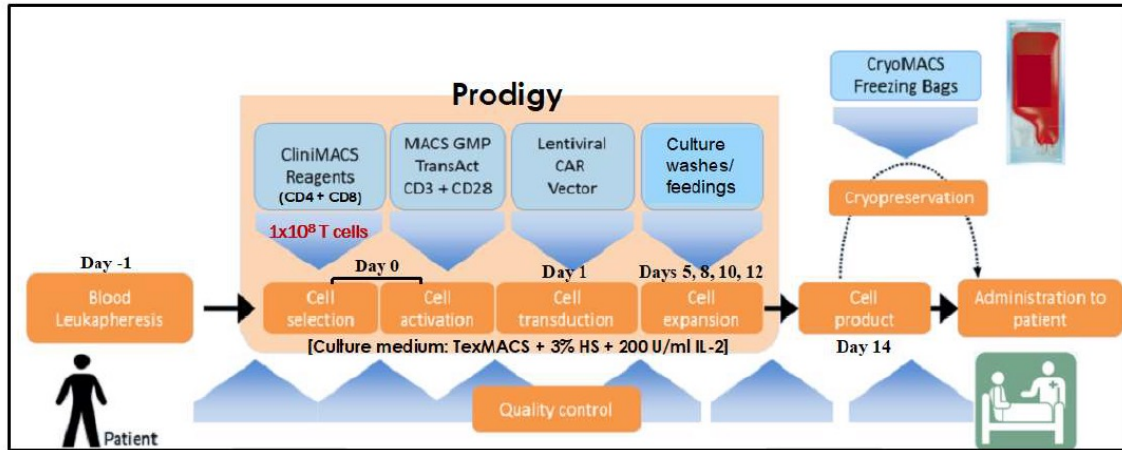 CryoMACS
Freezing Bags
Prodigy
CliniMACS
Reagents
(CD4 + CD8)
MACS GMP
TransAct
CD3 + CD28
Lentiviral
CAR
Vector
Culture
washes/
feedings
Cryopreservation
1x10⁸ T cells
Day -1
Day 0
Day 1
Days 5, 8, 10, 12
Blood
Leukapheresis
Cell
selection
Cell
activation
Cell
transduction
Cell
expansion
Cell
product
Administration to
patient
[Culture medium: TexMACS + 3% HS + 200 U/ml IL-2]
Day 14
Quality control
Patient